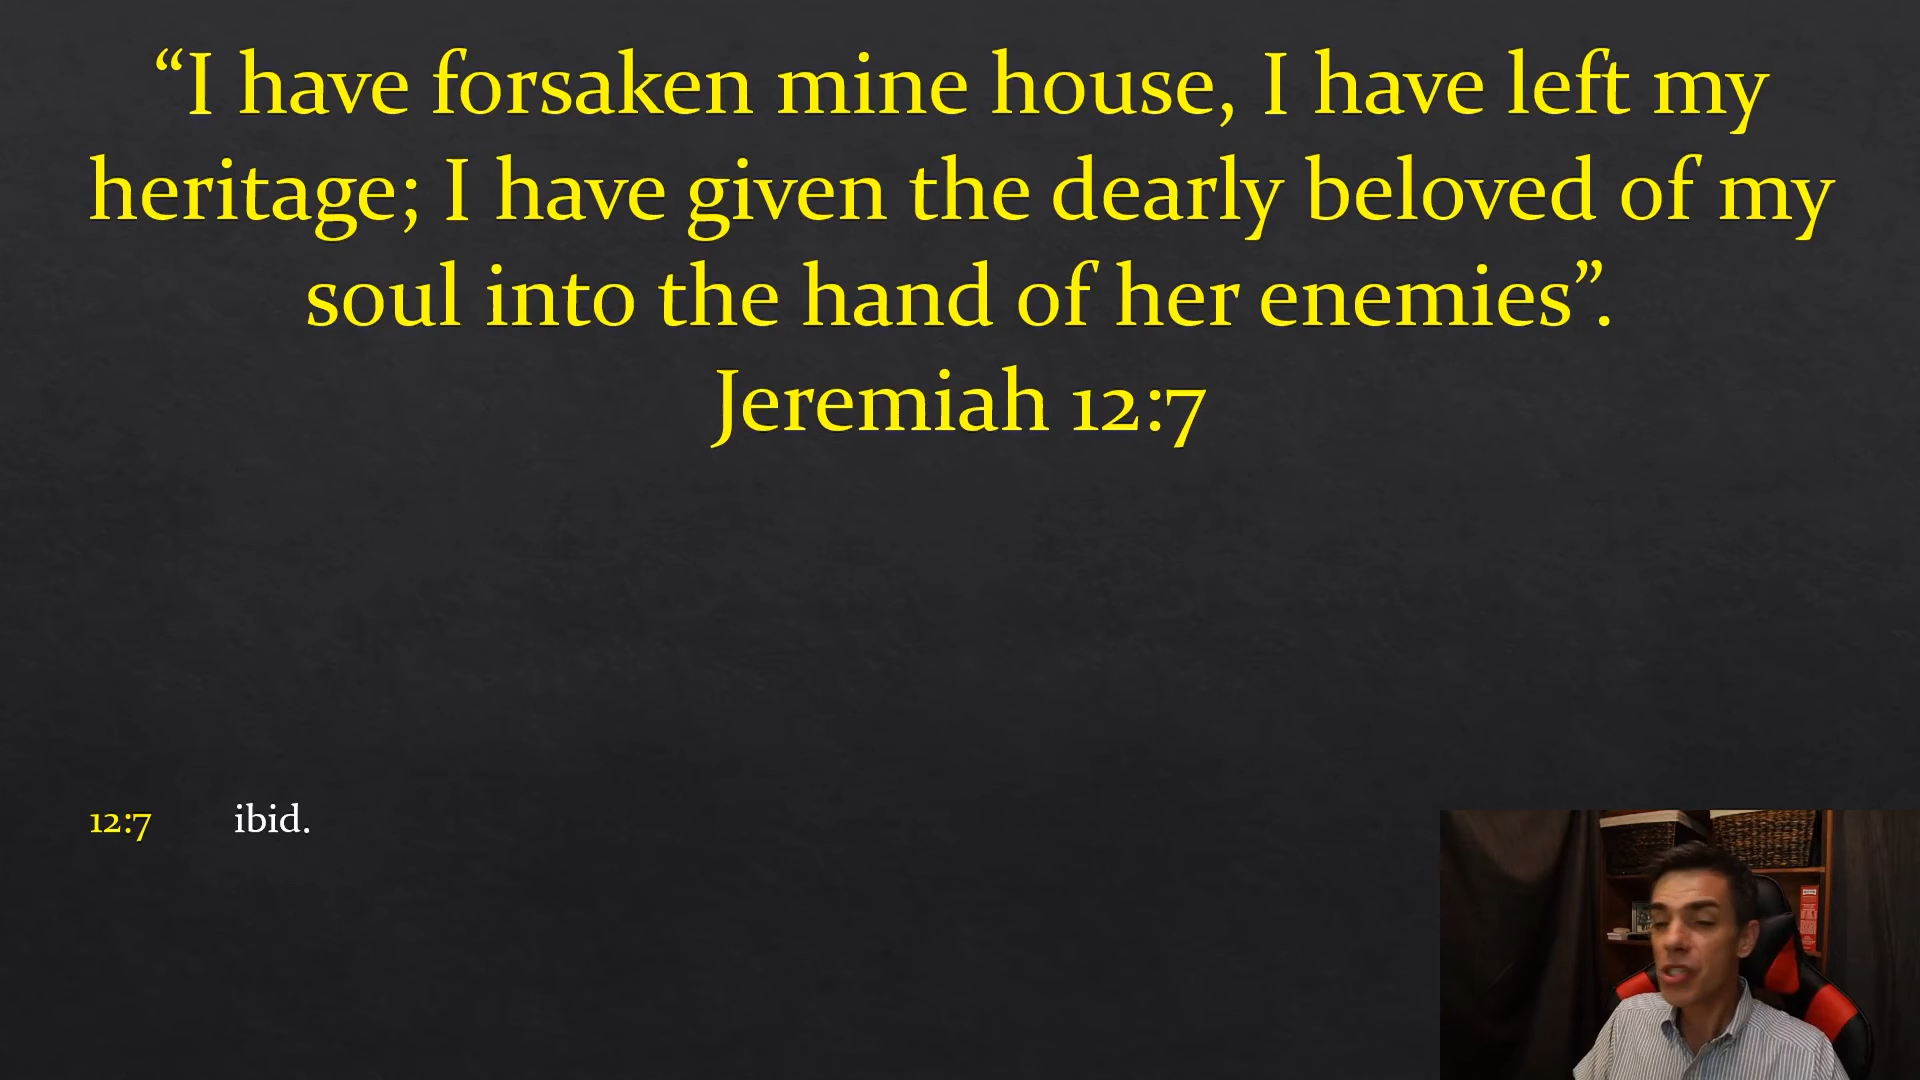 “I have forsaken mine house, I have left my
heritage; I have given the dearly beloved of my
soul into the hand of her enemies”.
Jeremiah 12:7
12:7 ibid.